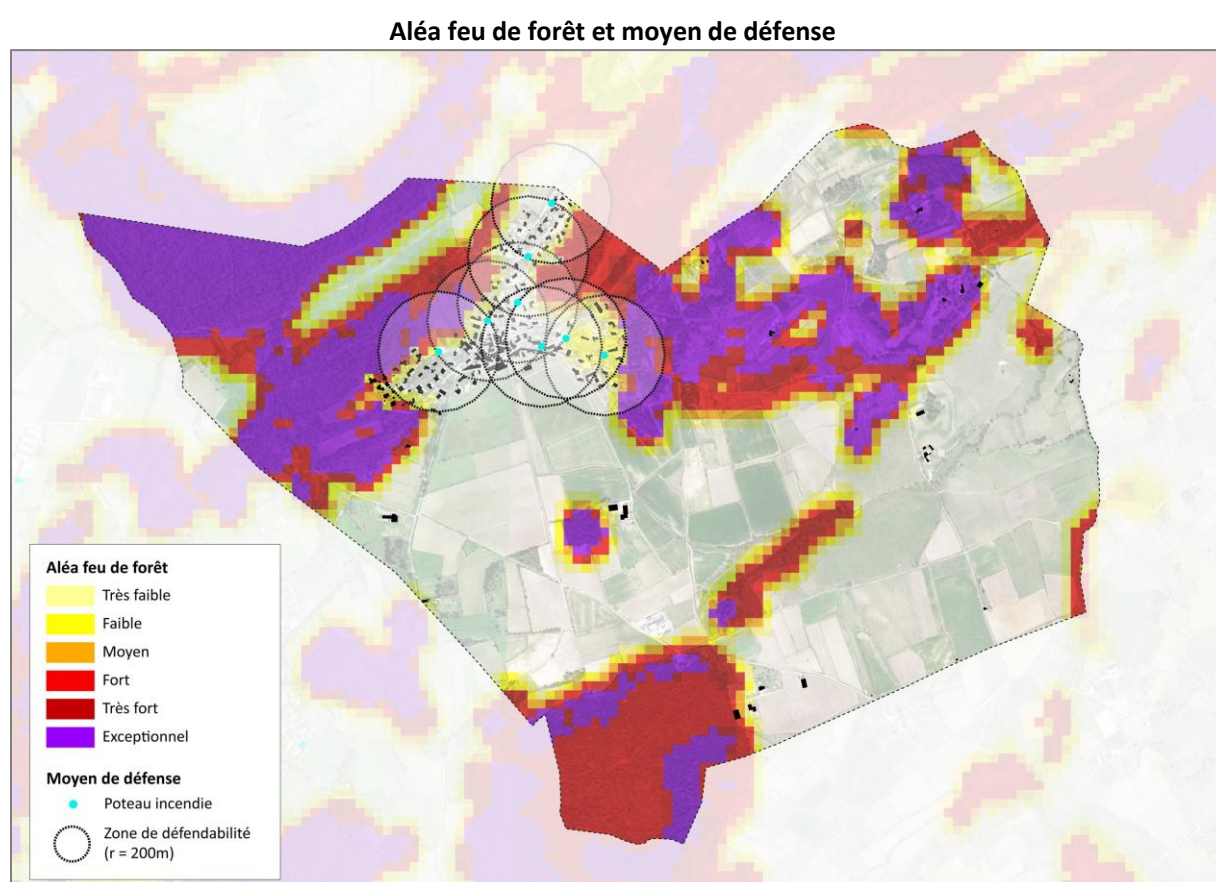 Aléa feu de forêt et moyen de défense
Aléa feu de forêt
Très faible
Faible
Moyen
Fort
Très fort
Exceptionnel
Moyen de défense
Poteau incendie
Zone de défendabilité
(r = 200m)